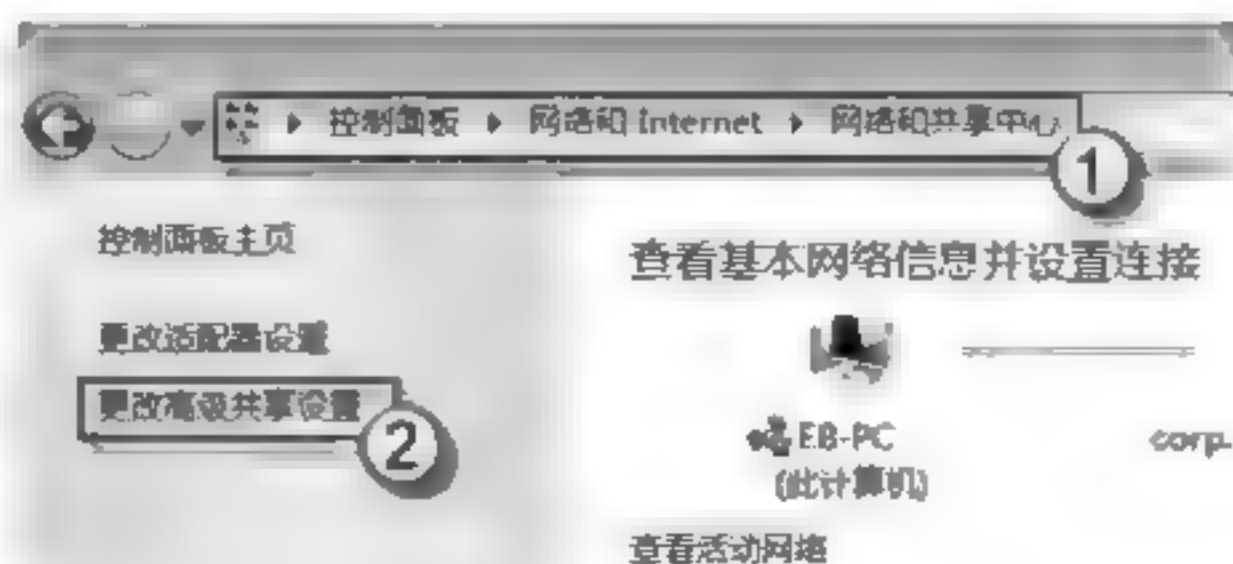 控制面板 网络和 Internet 网络和共享中心
1
控制面板主页
查看基本网络信息并设置连接
更改适配器设置
更改高级共享设置
2
EB-PC
corp.
(此计算机)
查看活动网络